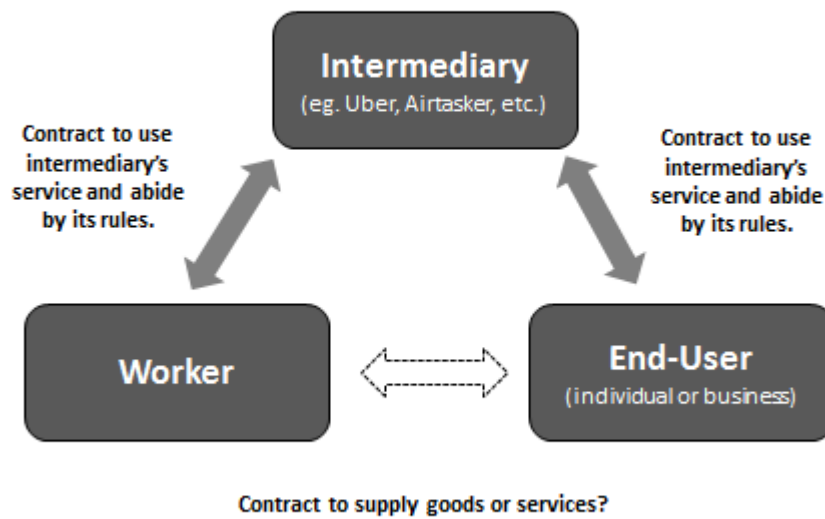 Intermediary
(eg. Uber, Airtasker, etc.)
Contract to use
intermediary's
service and abide
by its rules.
Contract to use
intermediary's
service and abide
by its rules.
Worker
End-User
(individual or business)
Contract to supply goods or services?